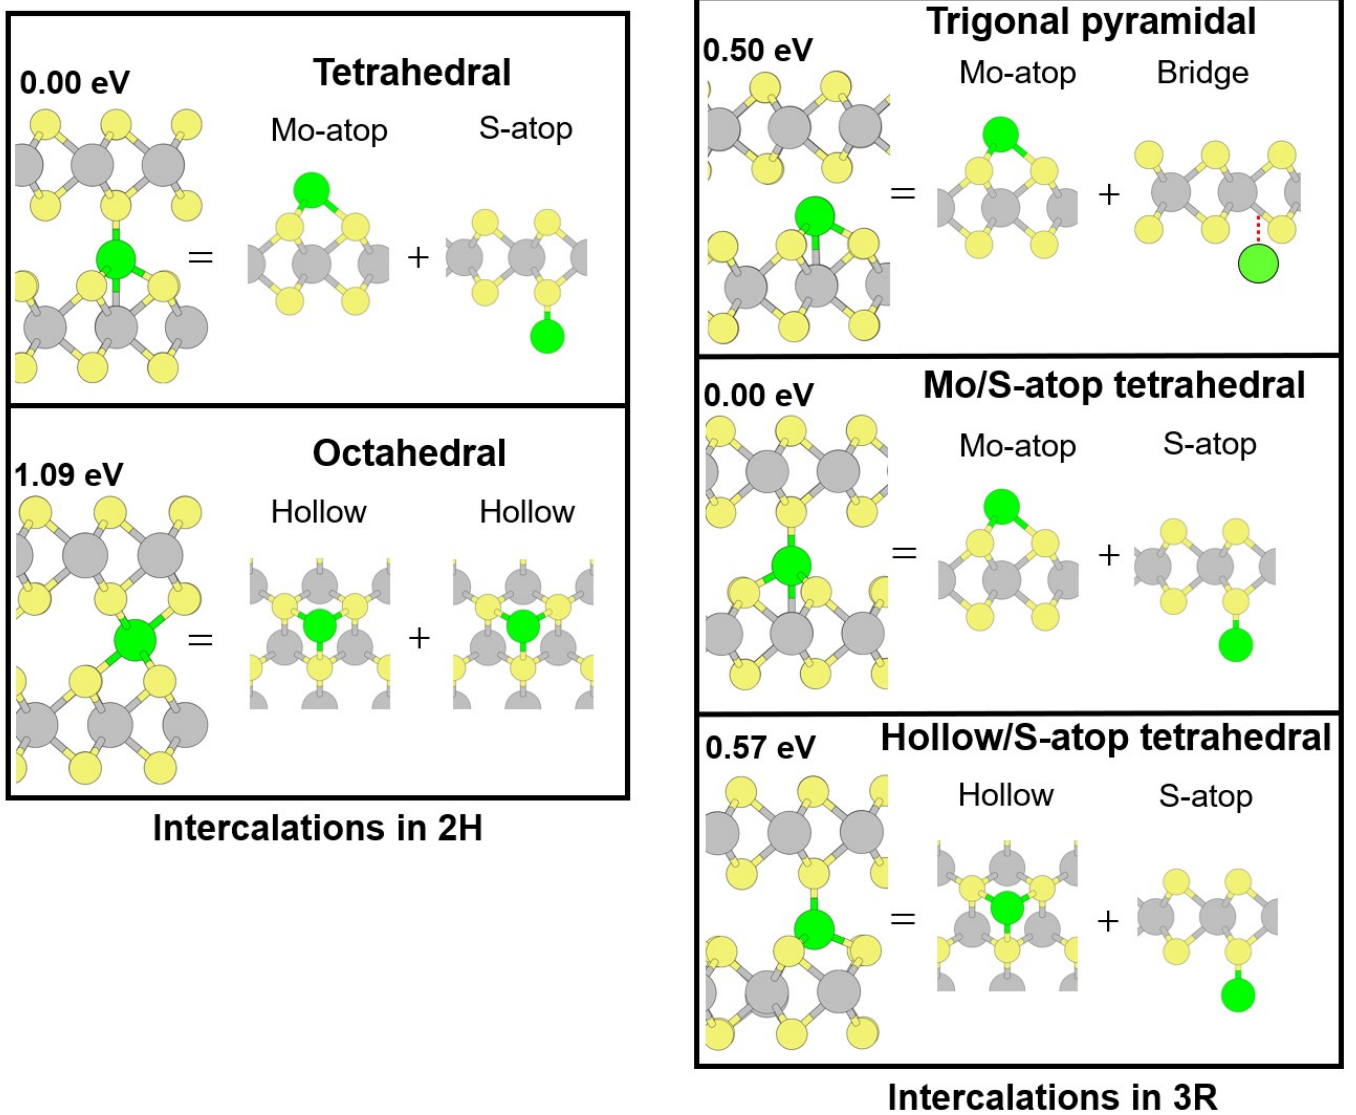 0.00 eV
Tetrahedral
Mo-atop S-atop
= +
1.09 eV
Octahedral
Hollow Hollow
= +
Intercalations in 2H
0.50 eV
Trigonal pyramidal
Mo-atop Bridge
= +
0.00 eV
Mo/S-atop tetrahedral
Mo-atop S-atop
= +
0.57 eV
Hollow/S-atop tetrahedral
Hollow S-atop
= +
Intercalations in 3R